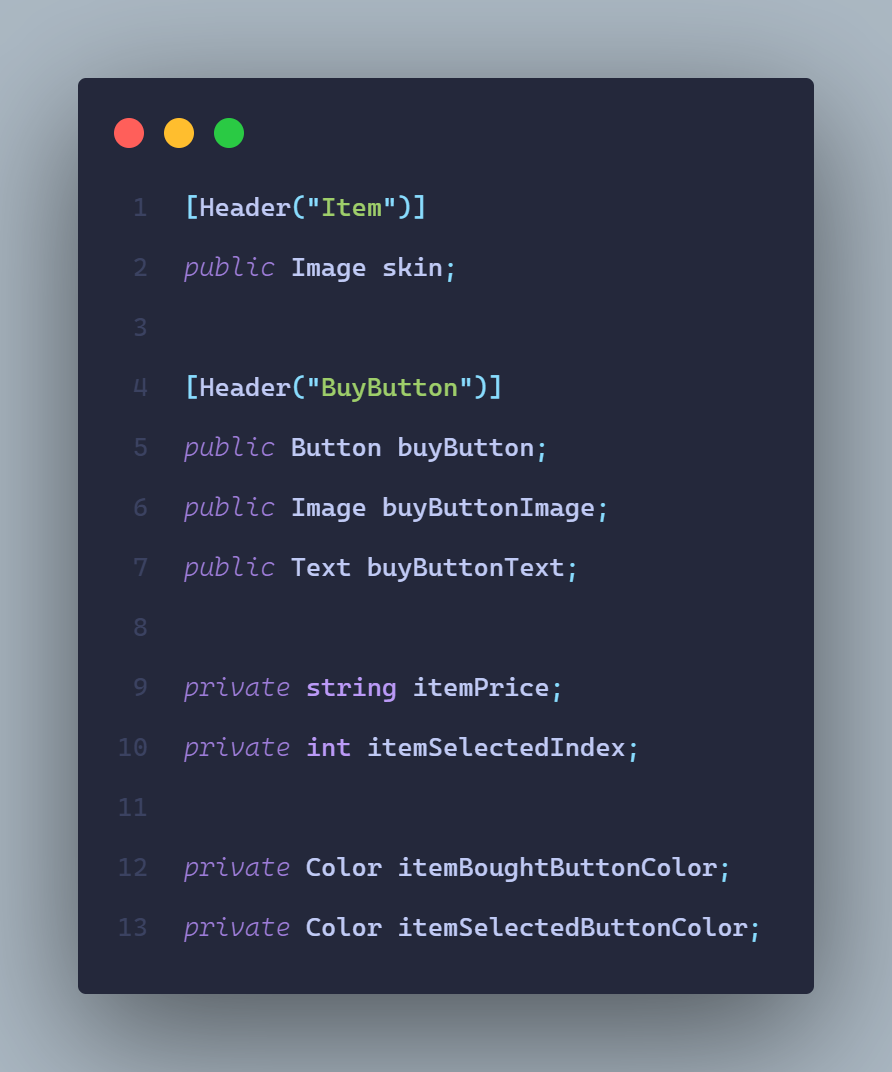 1 [Header("Item")]
2 public Image skin;
3
4 [Header("BuyButton")]
5 public Button buyButton;
6 public Image buyButtonImage;
7 public Text buyButtonText;
8
9 private string itemPrice;
10 private int itemSelectedIndex;
11
12 private Color itemBoughtButtonColor;
13 private Color itemSelectedButtonColor;